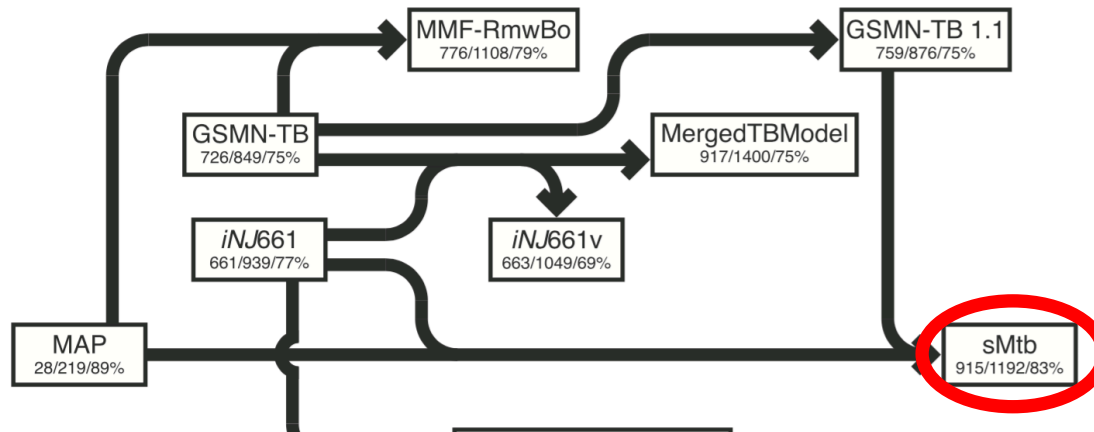 MMF-RmwBo
776/1108/79%
GSMN-TB 1.1
759/876/75%
GSMN-TB
726/849/75%
MergedTBModel
917/1400/75%
iNJ661
661/939/77%
iNJ661v
663/1049/69%
MAP
28/219/89%
sMtb
915/1192/83%